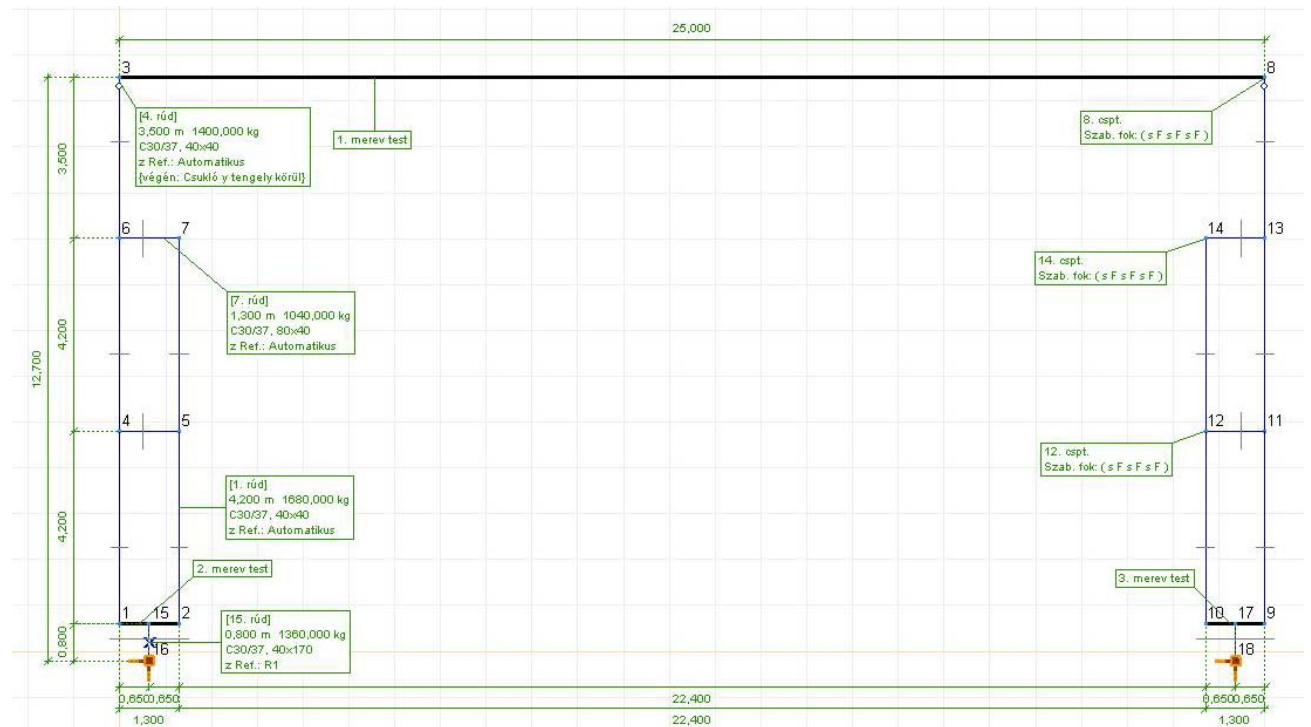 25,000
3
8
[4. rúd]
3,500 m 1400,000 kg
C30/37, 40x40
z Ref.: Automatikus
{végén: Csukló y tengely körül}
1. merev test
8. cspt.
Szab. fok: ( s F s F s F )
3,500
6
7
14
13
14. cspt.
Szab. fok: ( s F s F s F )
[7. rúd]
1,300 m 1040,000 kg
C30/37, 80x40
z Ref.: Automatikus
4,200
12,700
4
5
12
11
12. cspt.
Szab. fok: ( s F s F s F )
[1. rúd]
4,200 m 1680,000 kg
C30/37, 40x40
z Ref.: Automatikus
4,200
2. merev test
3. merev test
1
15
2
10
17
9
[15. rúd]
0,800 m 1360,000 kg
C30/37, 40x170
z Ref.: R1
0,800
16
18
0,650
0,650
22,400
0,650
0,650
1,300
22,400
1,300